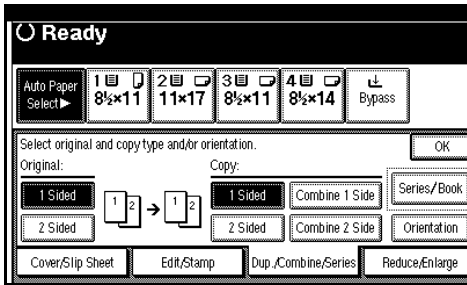 Ready
Auto Paper Select▶
1 8½×11
2 11×17
3 8½×11
4 8½×14
Bypass
Select original and copy type and/or orientation.
OK
Original:
Copy:
1 Sided
1 2 → 1 2
1 Sided
Combine 1 Side
Series/Book
2 Sided
2 Sided
Combine 2 Side
Orientation
Cover/Slip Sheet
Edit/Stamp
Dup./Combine/Series
Reduce/Enlarge